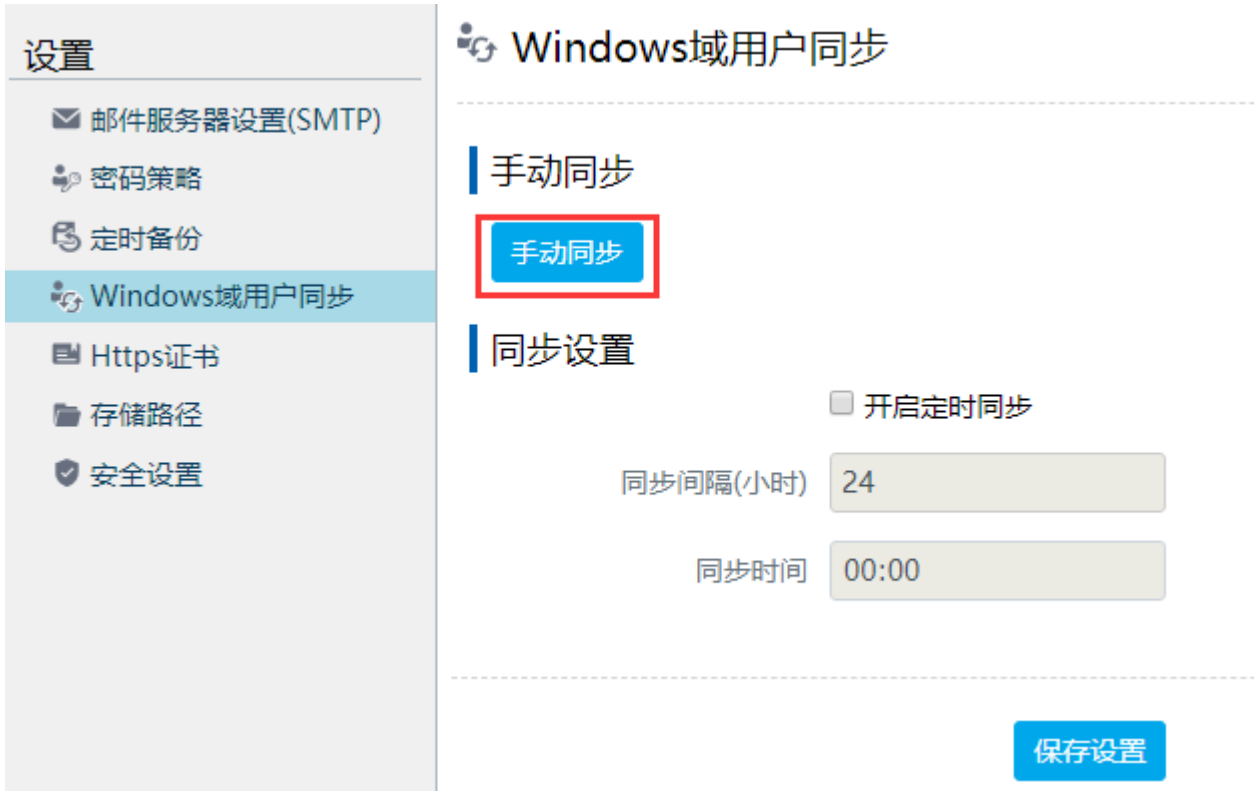 设置
邮件服务器设置(SMTP)
密码策略
定时备份
Windows域用户同步
Https证书
存储路径
安全设置
Windows域用户同步
手动同步
手动同步
同步设置
开启定时同步
同步间隔(小时) 24
同步时间 00:00
保存设置